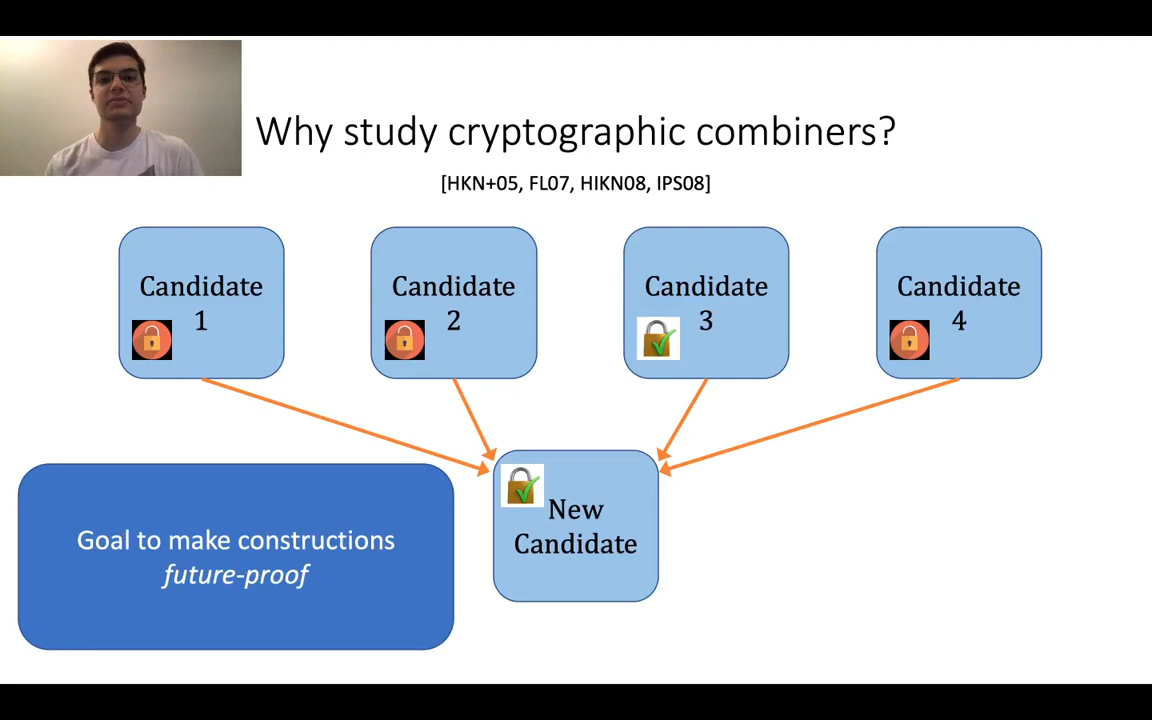 Why study cryptographic combiners?
[HKN+05, FL07, HIKN08, IPS08]
Candidate
1
Candidate
2
Candidate
3
Candidate
4
Goal to make constructions
future-proof
New
Candidate